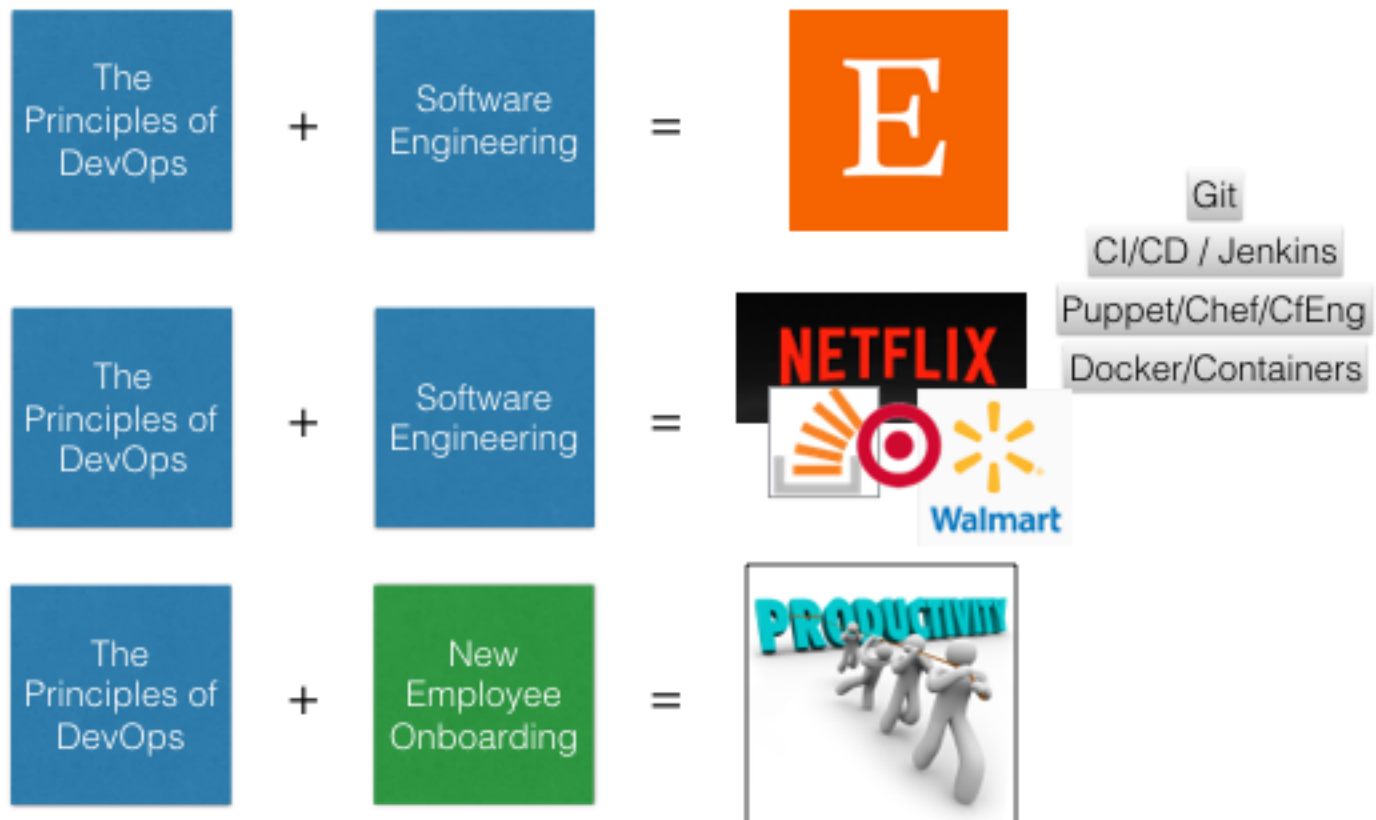 The
Principles of
DevOps
+
Software
Engineering
=
E
Git
CI/CD / Jenkins
Puppet/Chef/CfEng
Docker/Containers
The
Principles of
DevOps
+
Software
Engineering
=
NETFLIX
Walmart
The
Principles of
DevOps
+
New
Employee
Onboarding
=
PRODUCTIVITY